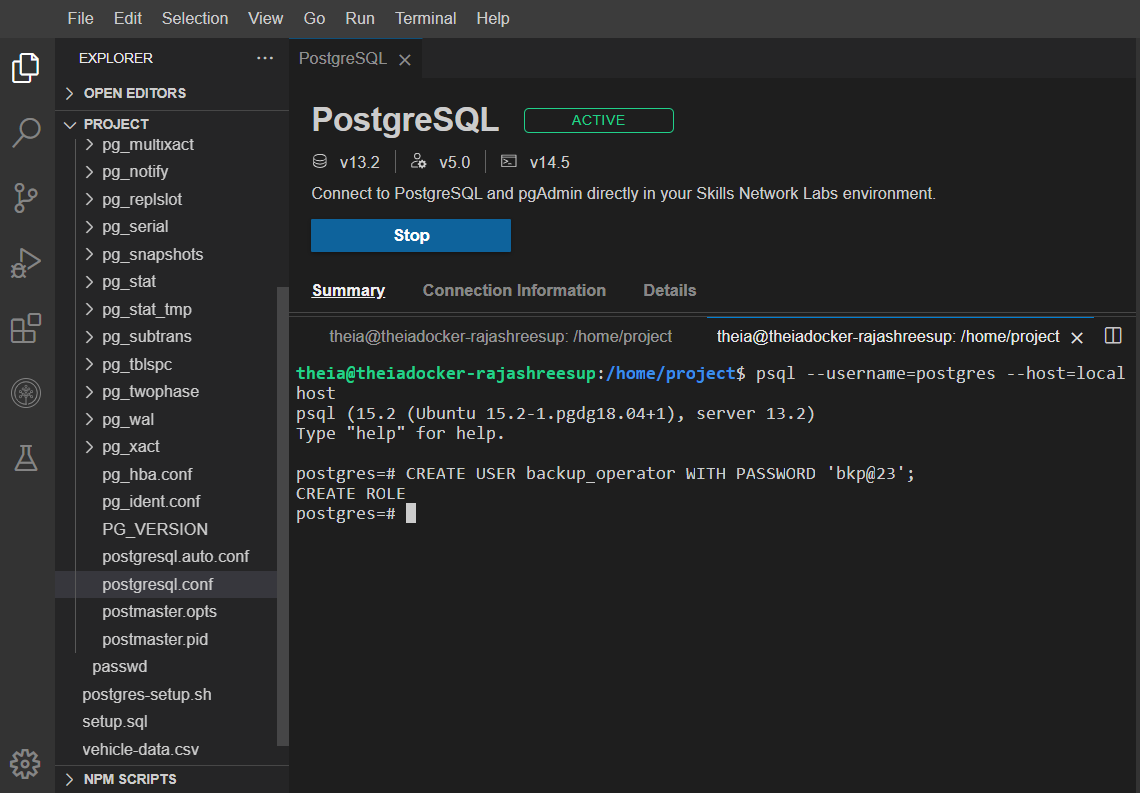 File Edit Selection View Go Run Terminal Help
EXPLORER ...
OPEN EDITORS
PROJECT
pg_multixact
pg_notify
pg_replslot
pg_serial
pg_snapshots
pg_stat
pg_stat_tmp
pg_subtrans
pg_tblspc
pg_twophase
pg_wal
pg_xact
pg_hba.conf
pg_ident.conf
PG_VERSION
postgresql.auto.conf
postgresql.conf
postmaster.opts
postmaster.pid
passwd
postgres-setup.sh
setup.sql
vehicle-data.csv
NPM SCRIPTS
PostgreSQL
PostgreSQL ACTIVE
v13.2 v5.0 v14.5
Connect to PostgreSQL and pgAdmin directly in your Skills Network Labs environment.
Stop
Summary Connection Information Details
theia@theiadocker-rajashreesup: /home/project theia@theiadocker-rajashreesup: /home/project
theia@theiadocker-rajashreesup:/home/project$ psql --username=postgres --host=local
host
psql (15.2 (Ubuntu 15.2-1.pgdg18.04+1), server 13.2)
Type "help" for help.
postgres=# CREATE USER backup_operator WITH PASSWORD 'bkp@23';
CREATE ROLE
postgres=#